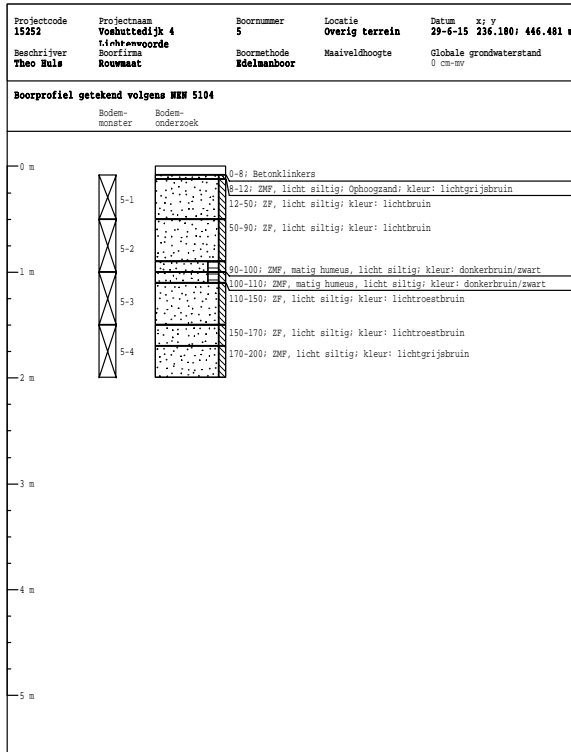 Projectcode Projectnaam Boornummer Locatie Datum x; y
15252 Voshuttedijk 4 5 Overig terrein 29-6-15 236.180; 446.481 m
Lichtenvoorde
Beschrijver Boorfirma Boormethode Maaiveldhoogte Globale grondwaterstand
Theo Huls Rouwmaat Edelmanboor 0 cm-mv
Boorprofiel getekend volgens NEN 5104
Bodem- Bodem-
monster onderzoek
0 m
0-8; Betonklinkers
8-12; ZMF, licht siltig; Ophoogzand; kleur: lichtgrijsbruin
5-1 12-50; ZF, licht siltig; kleur: lichtbruin
50-90; ZF, licht siltig; kleur: lichtbruin
5-2
1 m 90-100; ZMF, matig humeus, licht siltig; kleur: donkerbruin/zwart
100-110; ZMF, matig humeus, licht siltig; kleur: donkerbruin/zwart
5-3 110-150; ZF, licht siltig; kleur: lichtroestbruin
150-170; ZF, licht siltig; kleur: lichtroestbruin
5-4 170-200; ZMF, licht siltig; kleur: lichtgrijsbruin
2 m
3 m
4 m
5 m